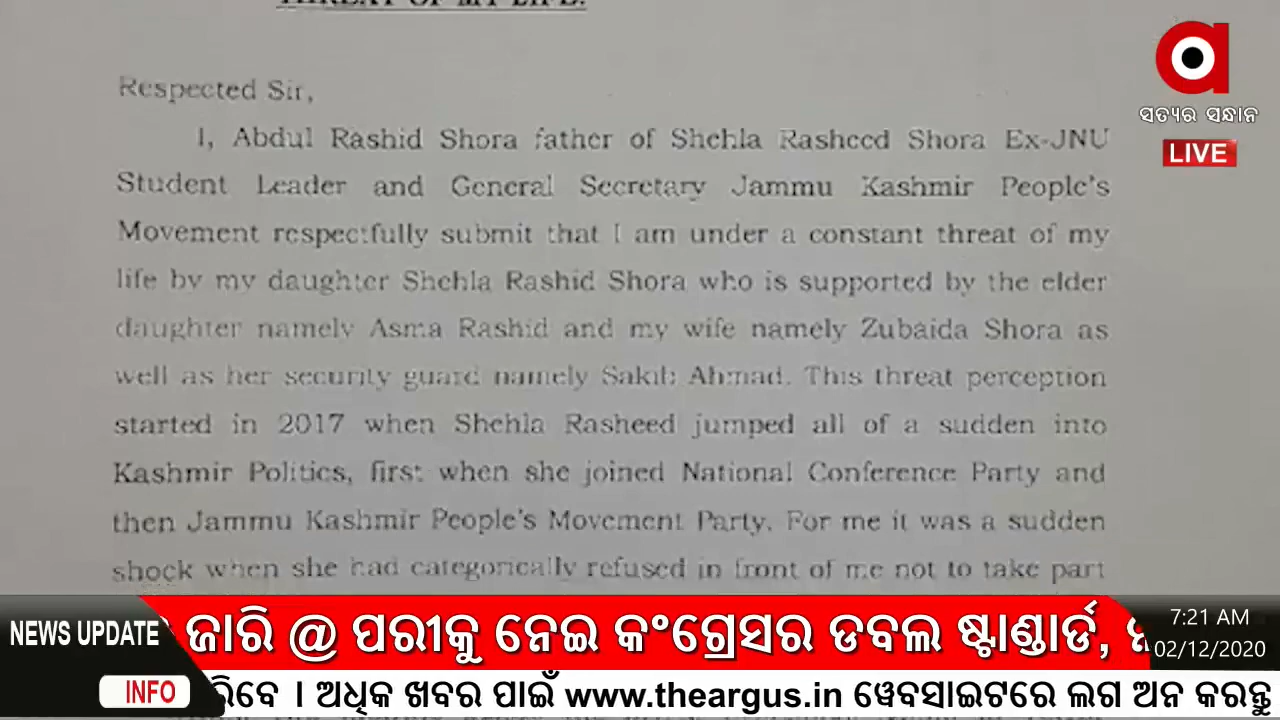 THREAT OF MY LIFE.
Respected Sir,
I, Abdul Rashid Shora father of Shehla Rasheed Shora Ex-JNU
Student Leader and General Secretary Jammu Kashmir People's
Movement respectfully submit that I am under a constant threat of my
life by my daughter Shehla Rashid Shora who is supported by the elder
daughter namely Asma Rashid and my wife namely Zubaida Shora as
well as her security guard namely Sakib Ahmad. This threat perception
started in 2017 when Shehla Rasheed jumped all of a sudden into
Kashmir Politics, first when she joined National Conference Party and
then Jammu Kashmir People's Movement Party. For me it was a sudden
shock when she had categorically refused in front of me not to take part
ସତ୍ୟର ସନ୍ଧାନ
LIVE
NEWS UPDATE
ଜାରି @ ପରୀକୁ ନେଇ କଂଗ୍ରେସର ଡବଲ ଷ୍ଟାଣ୍ଡାର୍ଡ,
7:21 AM
02/12/2020
INFO
ରିବେ । ଅଧିକ ଖବର ପାଇଁ www.theargus.in ୱେବସାଇଟରେ ଲଗ ଅନ କରନ୍ତୁ